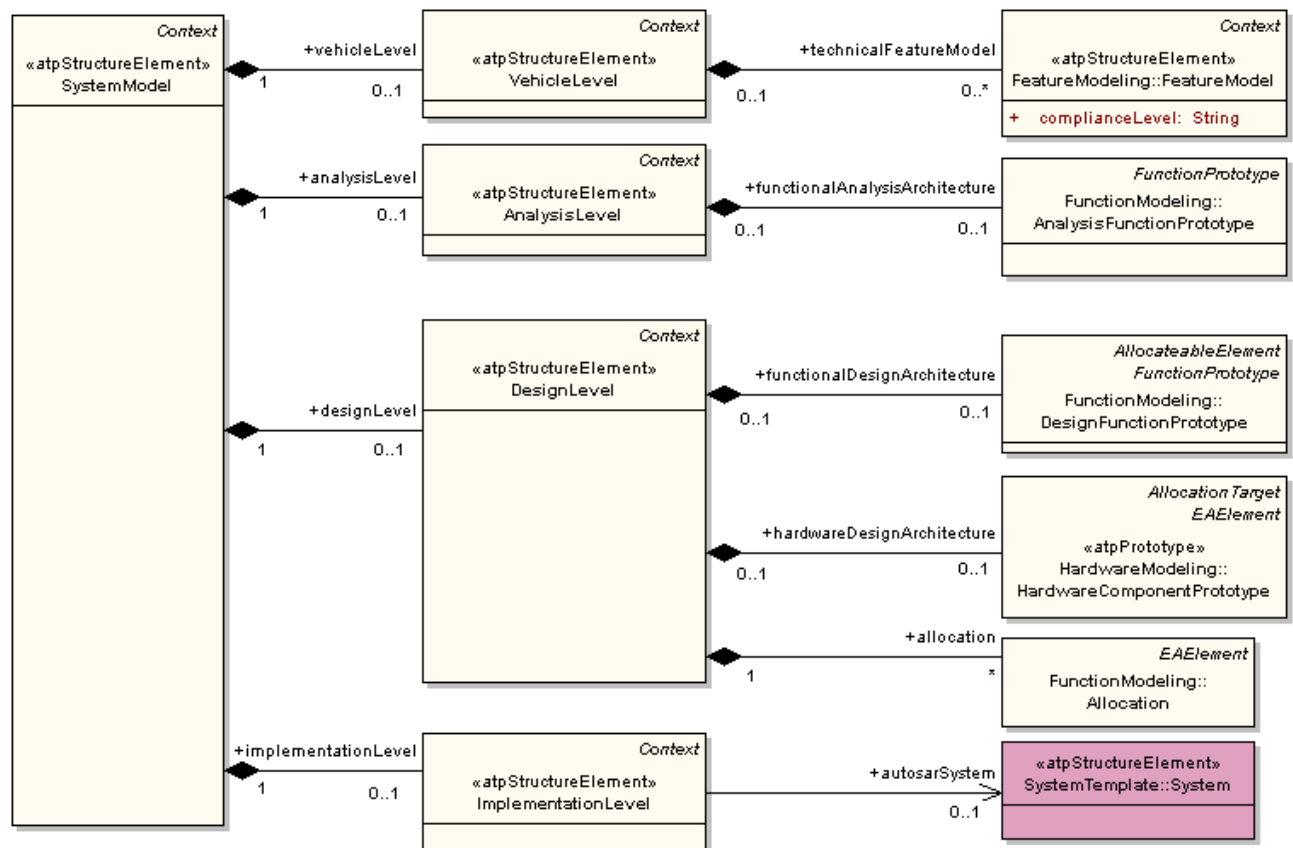 Context
«atpStructureElement»
SystemModel
+vehicleLevel
1
0..1
Context
«atpStructureElement»
VehicleLevel
+technicalFeatureModel
0..1
0..*
Context
«atpStructureElement»
FeatureModeling::FeatureModel
+ complianceLevel: String
+analysisLevel
1
0..1
Context
«atpStructureElement»
AnalysisLevel
+functionalAnalysisArchitecture
0..1
0..1
FunctionPrototype
FunctionModeling::
AnalysisFunctionPrototype
+designLevel
1
0..1
Context
«atpStructureElement»
DesignLevel
+functionalDesignArchitecture
0..1
0..1
AllocateableElement
FunctionPrototype
FunctionModeling::
DesignFunctionPrototype
+hardwareDesignArchitecture
0..1
0..1
AllocationTarget
EAElement
«atpPrototype»
HardwareModeling::
HardwareComponentPrototype
+allocation
1
*
EAElement
FunctionModeling::
Allocation
+implementationLevel
1
0..1
Context
«atpStructureElement»
ImplementationLevel
+autosarSystem
0..1
«atpStructureElement»
SystemTemplate::System